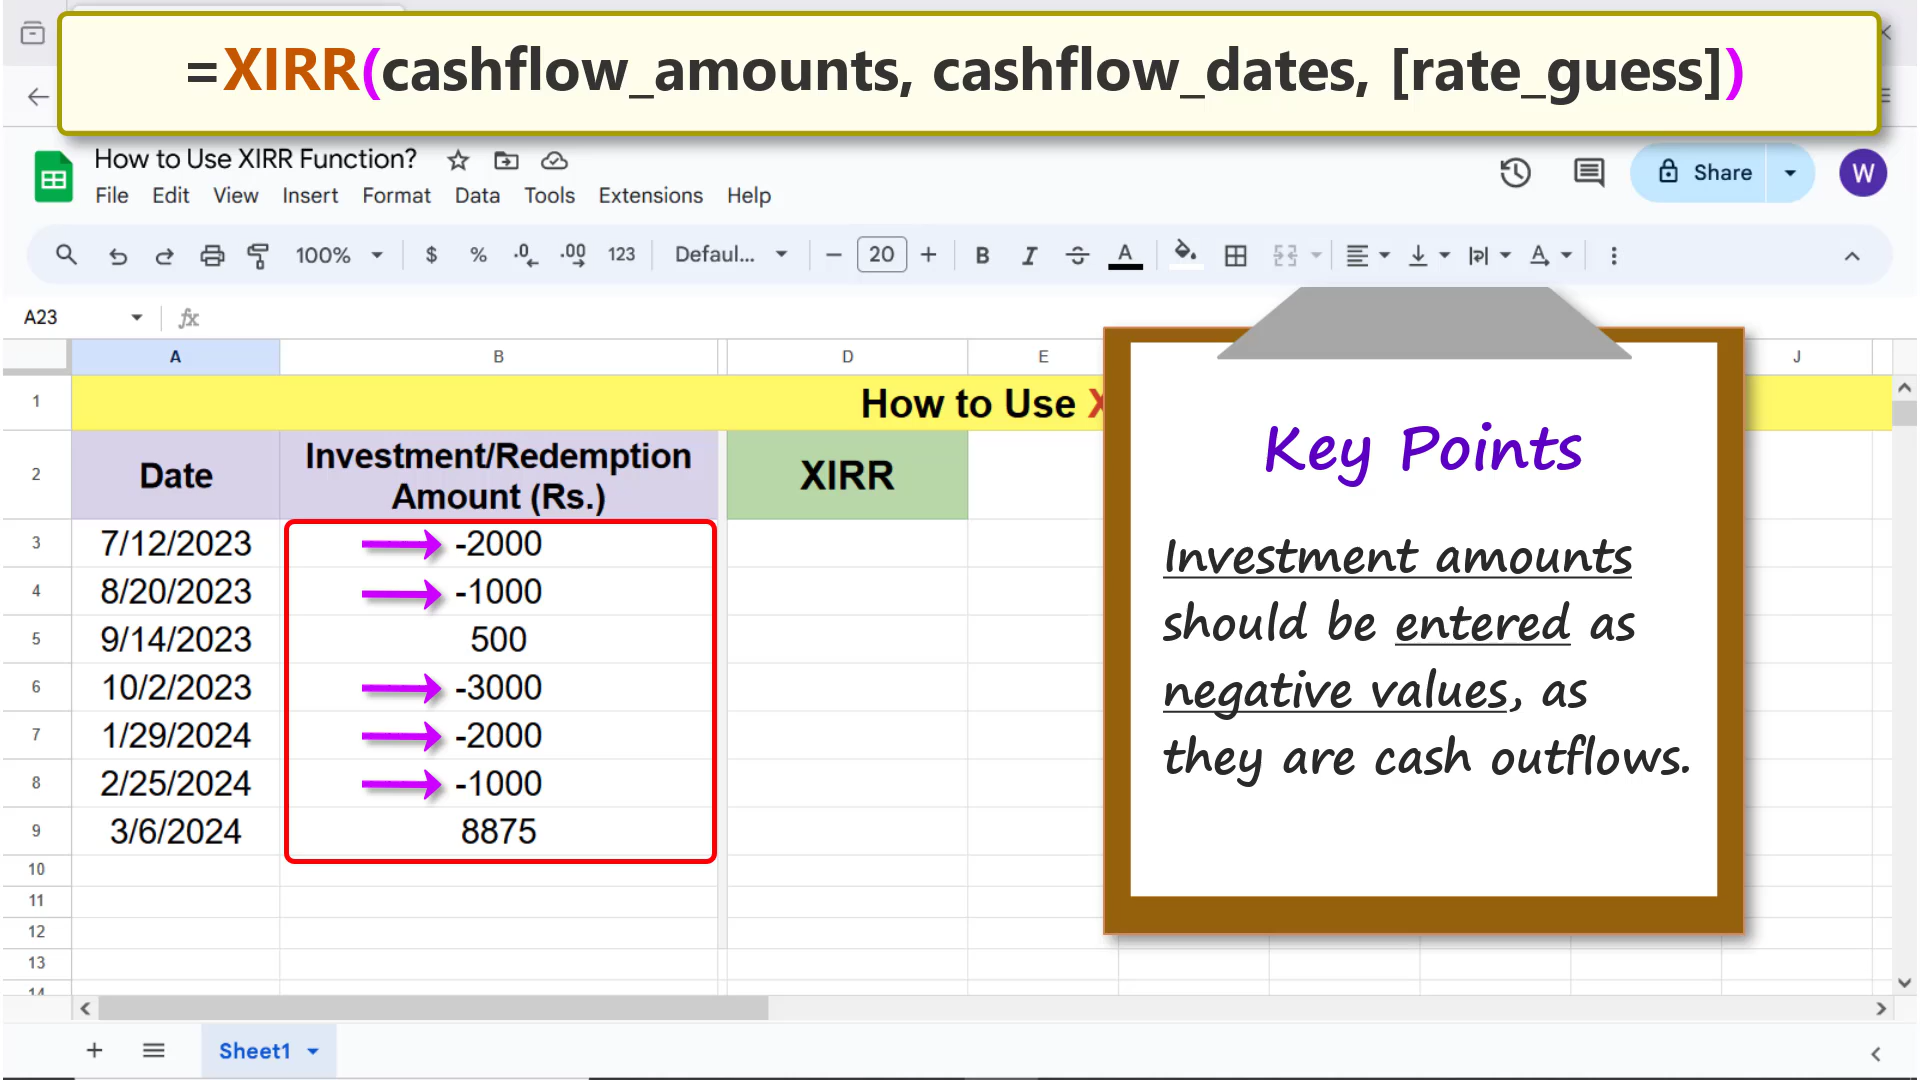 =XIRR(cashflow_amounts, cashflow_dates, [rate_guess])
How to Use XIRR Function?
File Edit View Insert Format Data Tools Extensions Help
Share
W
100% $ % .0 .00 123 Defaul... 20 B I A A
A23 fx
A B D E J
1 How to Use X
2 Date Investment/Redemption
Amount (Rs.) XIRR
3 7/12/2023 -2000
4 8/20/2023 -1000
5 9/14/2023 500
6 10/2/2023 -3000
7 1/29/2024 -2000
8 2/25/2024 -1000
9 3/6/2024 8875
10
11
12
13
14
Key Points
Investment amounts
should be entered as
negative values, as
they are cash outflows.
Sheet1